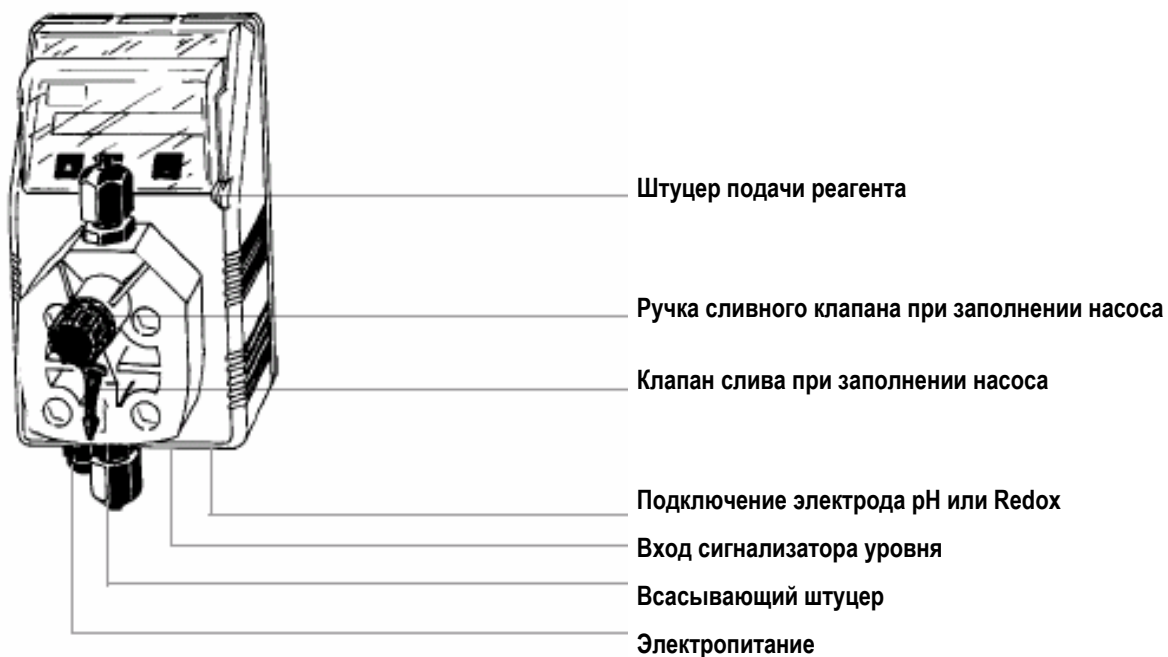 Штуцер подачи реагента
Ручка сливного клапана при заполнении насоса
Клапан слива при заполнении насоса
Подключение электрода pH или Redox
Вход сигнализатора уровня
Всасывающий штуцер
Электропитание